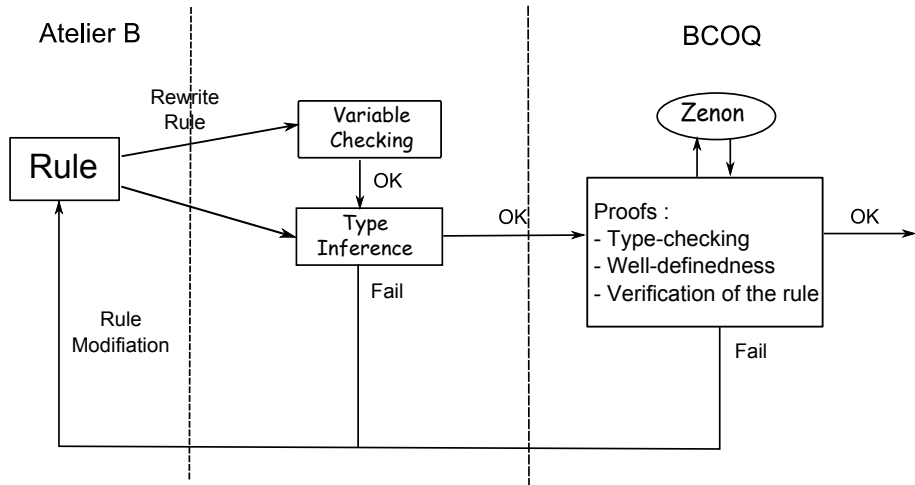 Atelier B
BCOQ
Rewrite
Rule
Variable
Checking
Zenon
Rule
OK
Type
Inference
OK
Proofs :
- Type-checking
- Well-definedness
- Verification of the rule
OK
Fail
Rule
Modifiation
Fail